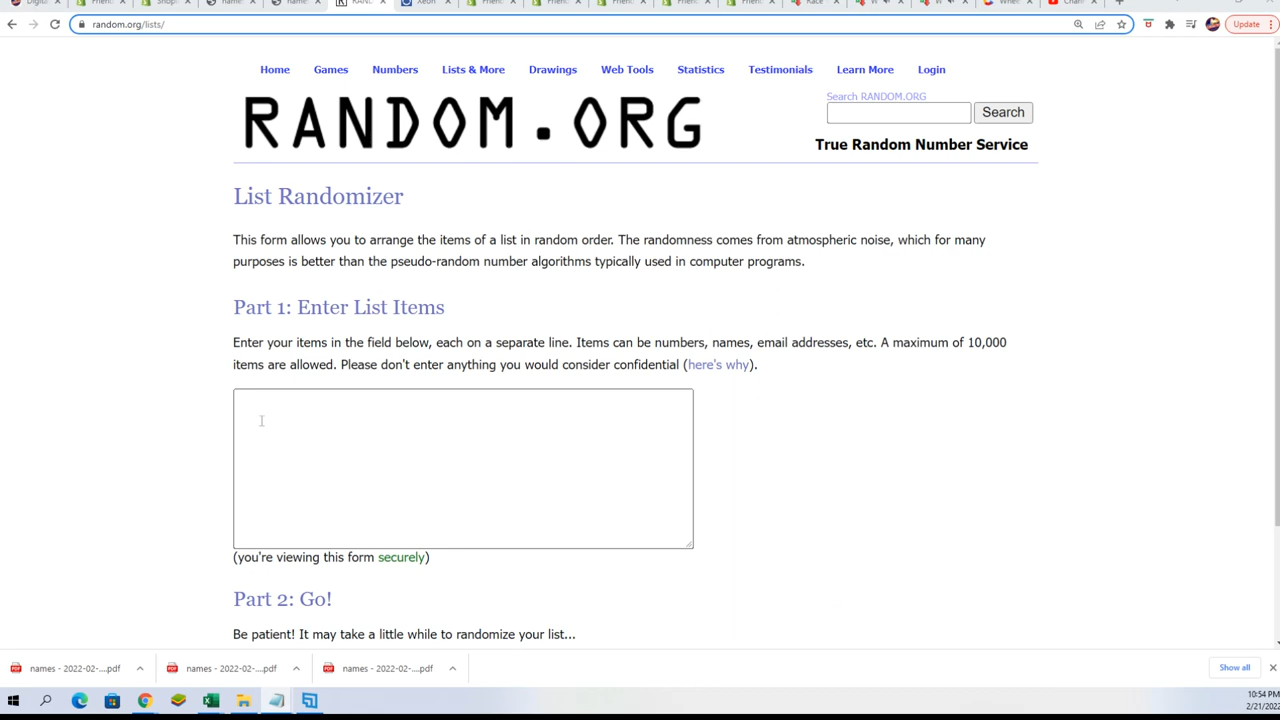 random.org/lists/
Update
Home Games Numbers Lists & More Drawings Web Tools Statistics Testimonials Learn More Login
RANDOM.ORG
Search RANDOM.ORG
Search
True Random Number Service
List Randomizer
This form allows you to arrange the items of a list in random order. The randomness comes from atmospheric noise, which for many
purposes is better than the pseudo-random number algorithms typically used in computer programs.
Part 1: Enter List Items
Enter your items in the field below, each on a separate line. Items can be numbers, names, email addresses, etc. A maximum of 10,000
items are allowed. Please don't enter anything you would consider confidential (here's why).
(you're viewing this form securely)
Part 2: Go!
Be patient! It may take a little while to randomize your list...
names - 2022-02-....pdf names - 2022-02-....pdf names - 2022-02-....pdf Show all
10:54 PM
2/21/2022